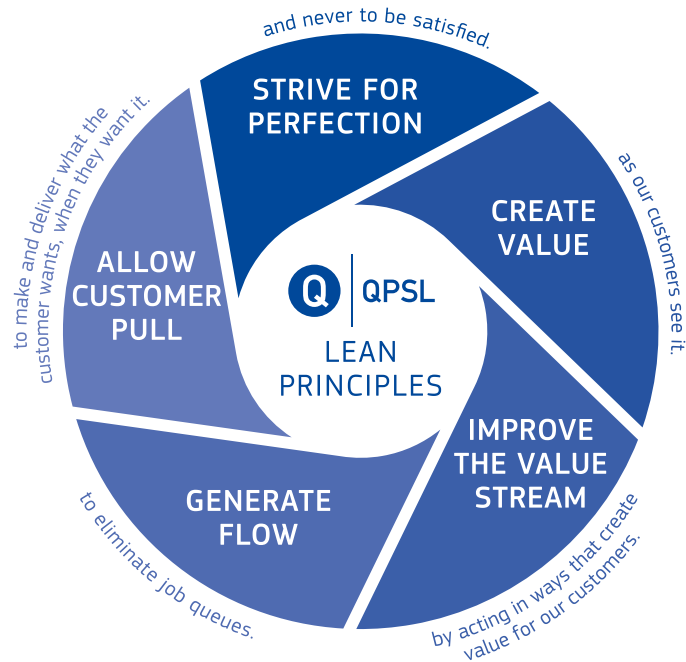 and never to be satisfied.
STRIVE FOR
PERFECTION
as our customers see it.
CREATE
VALUE
IMPROVE
THE VALUE
STREAM
by acting in ways that create
value for our customers.
GENERATE
FLOW
to eliminate job queues.
to make and deliver what the
customer wants, when they want it.
ALLOW
CUSTOMER
PULL
Q QPSL
LEAN
PRINCIPLES